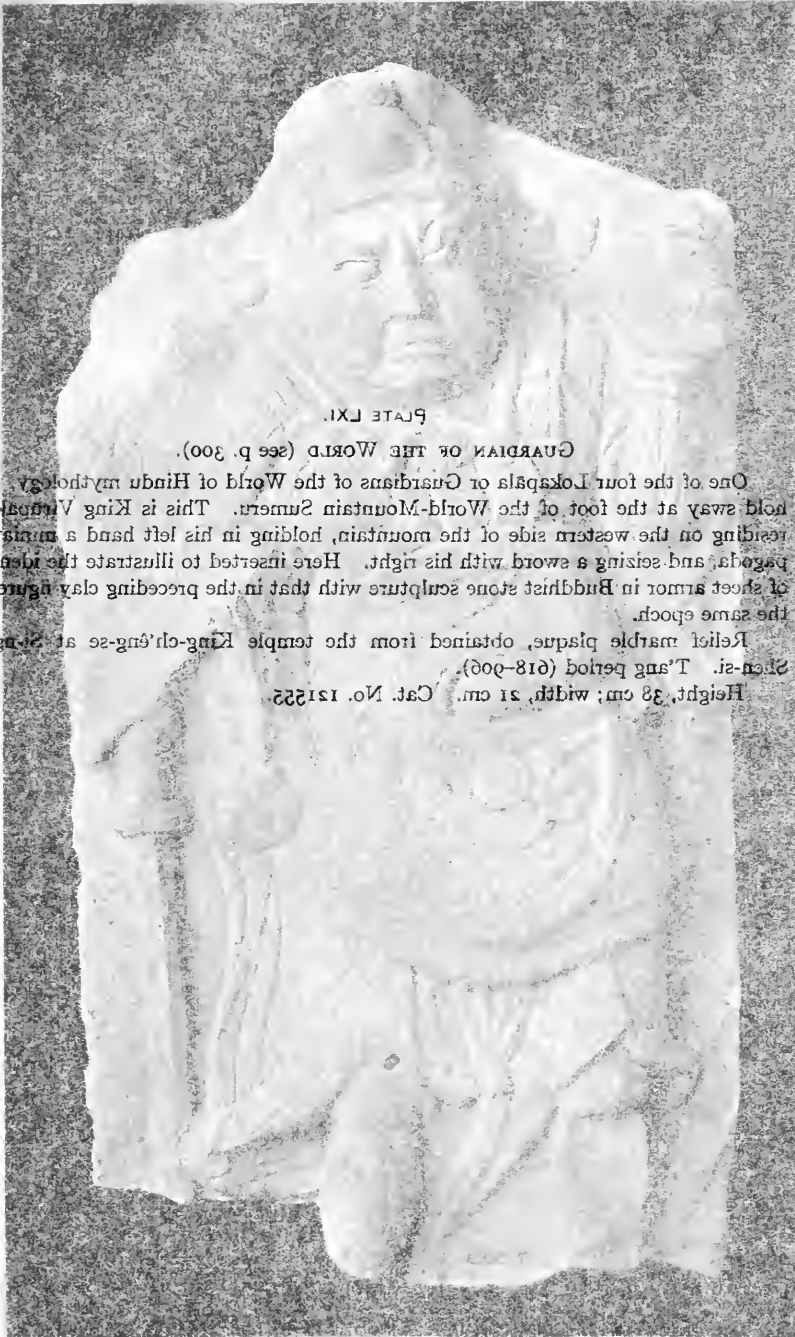 PLATE LXI.
GUARDIAN OF THE WORLD (see p. 300).
One of the four Lokapāla or Guardians of the World of Hindu mythology
hold sway at the foot of the World-Mountain Sumeru. This is King
residing on the western side of the mountain, holding in his left hand a
pagoda, and seizing a sword with his right. Here inserted to illustrate the
of sheet armor in Buddhist stone sculpture with that in the preceding clay figure
the same epoch.
Relief marble plaque, obtained from the temple King-ch'êng-se at
Shen-si. T'ang period (618–906).
Height, 38 cm; width, 21 cm. Cat. No. 121555.